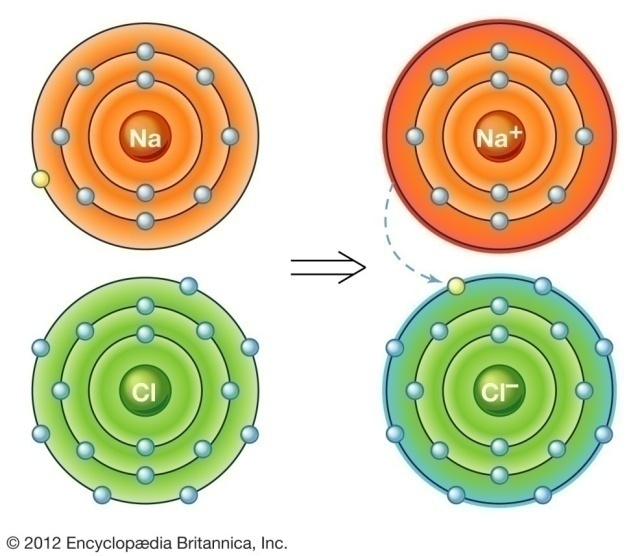 Na
Na+
Cl
Cl−
© 2012 Encyclopædia Britannica, Inc.